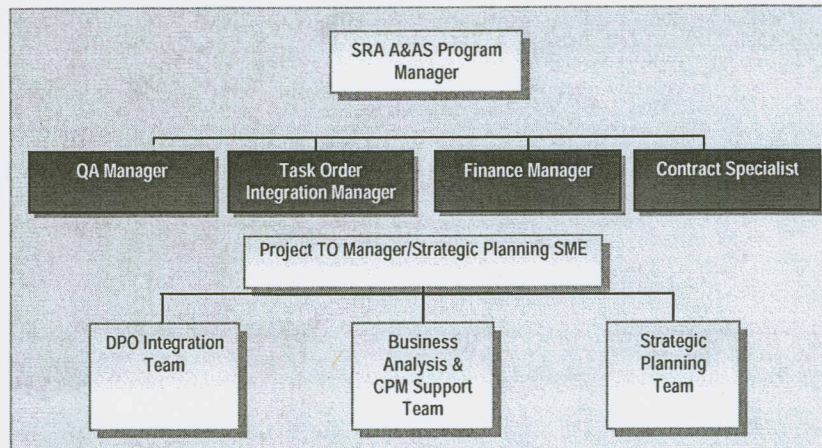 SRA A&AS Program
Manager
QA Manager
Task Order
Integration Manager
Finance Manager
Contract Specialist
Project TO Manager/Strategic Planning SME
DPO Integration
Team
Business
Analysis &
CPM Support
Team
Strategic
Planning
Team